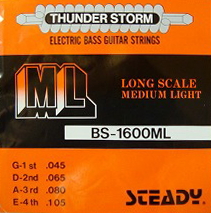 THUNDER STORM
ELECTRIC BASS GUITAR STRINGS
ML
LONG SCALE
MEDIUM LIGHT
BS-1600ML
G-1st .045
D-2nd .065
A-3rd .080
E-4th .105
STEADY